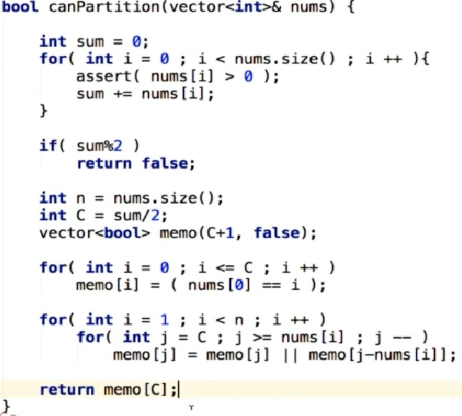 bool canPartition(vector<int>& nums) {
int sum = 0;
for( int i = 0 ; i < nums.size() ; i ++ ){
assert( nums[i] > 0 );
sum += nums[i];
}
if( sum%2 )
return false;
int n = nums.size();
int C = sum/2;
vector<bool> memo(C+1, false);
for( int i = 0 ; i <= C ; i ++ )
memo[i] = ( nums[0] == i );
for( int i = 1 ; i < n ; i ++ )
for( int j = C ; j >= nums[i] ; j -- )
memo[j] = memo[j] || memo[j-nums[i]];
return memo[C];
}